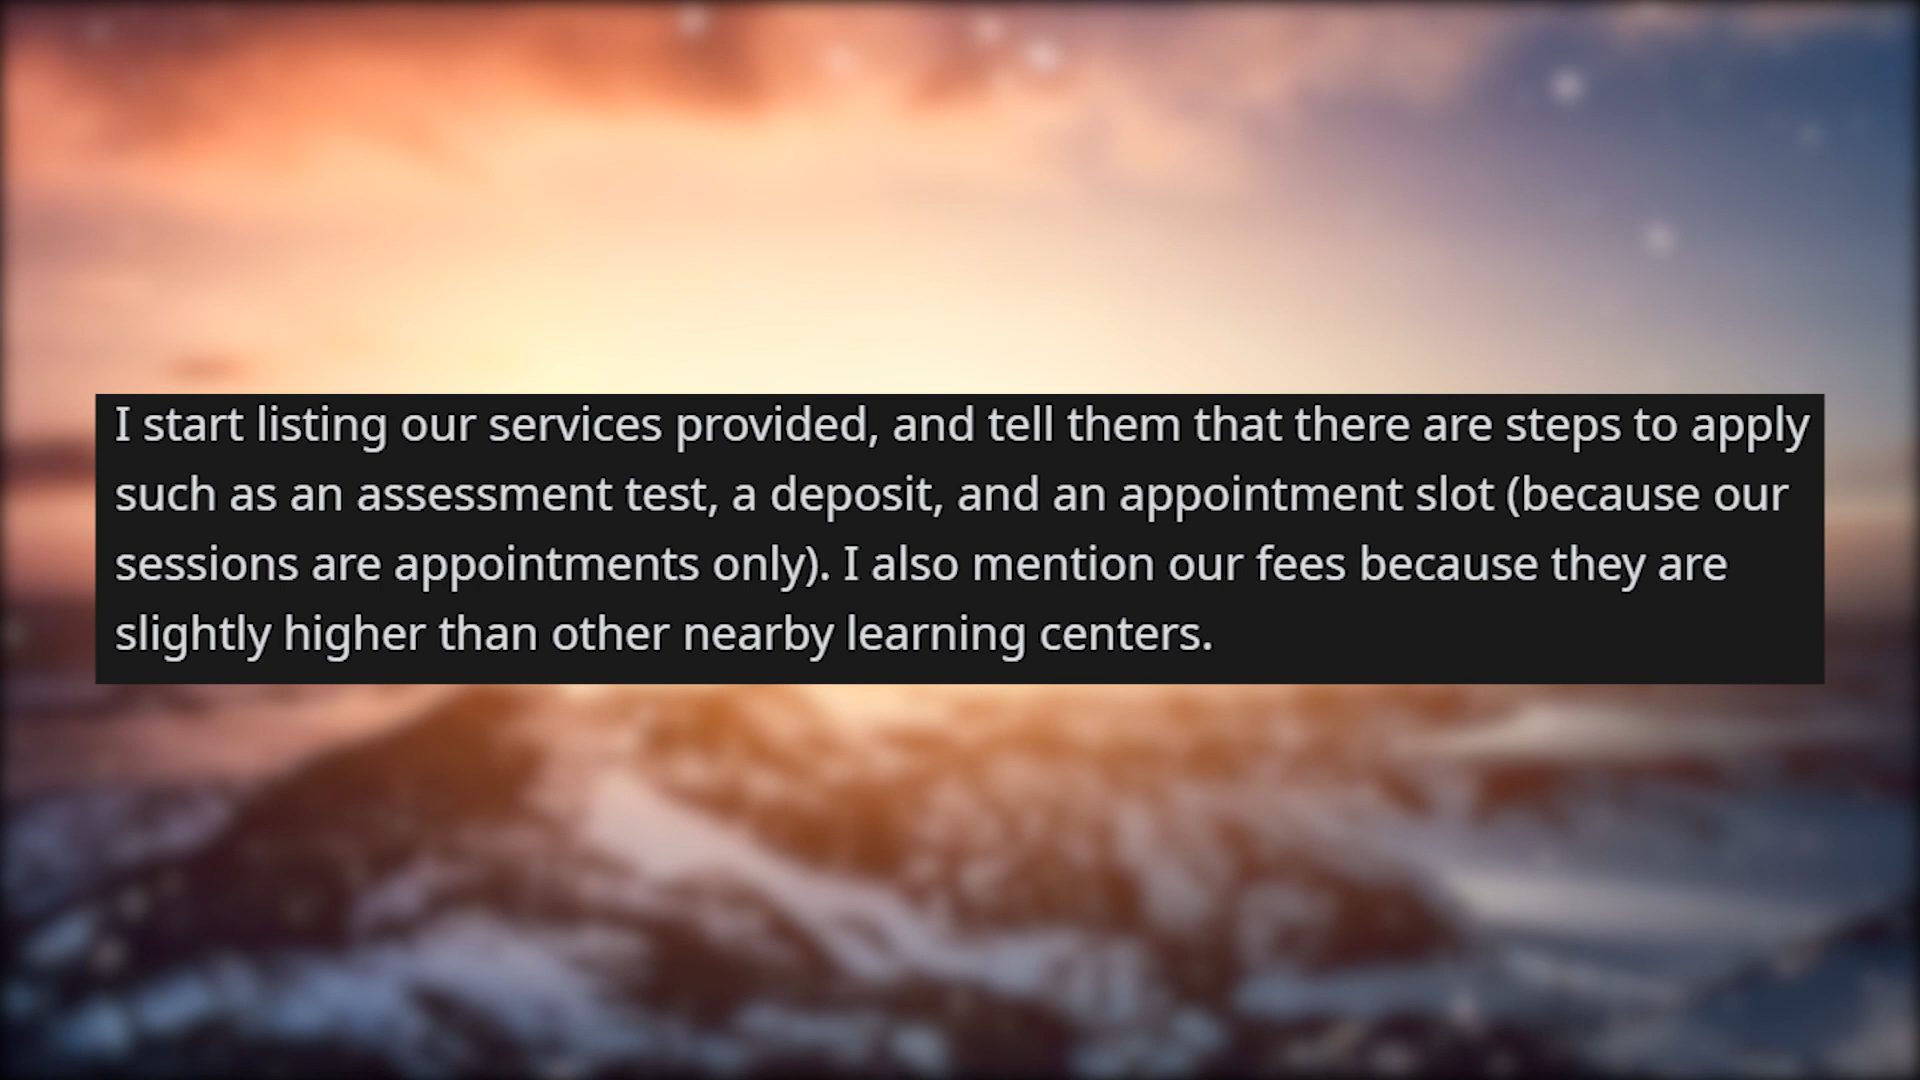 I start listing our services provided, and tell them that there are steps to apply
such as an assessment test, a deposit, and an appointment slot (because our
sessions are appointments only). I also mention our fees because they are
slightly higher than other nearby learning centers.